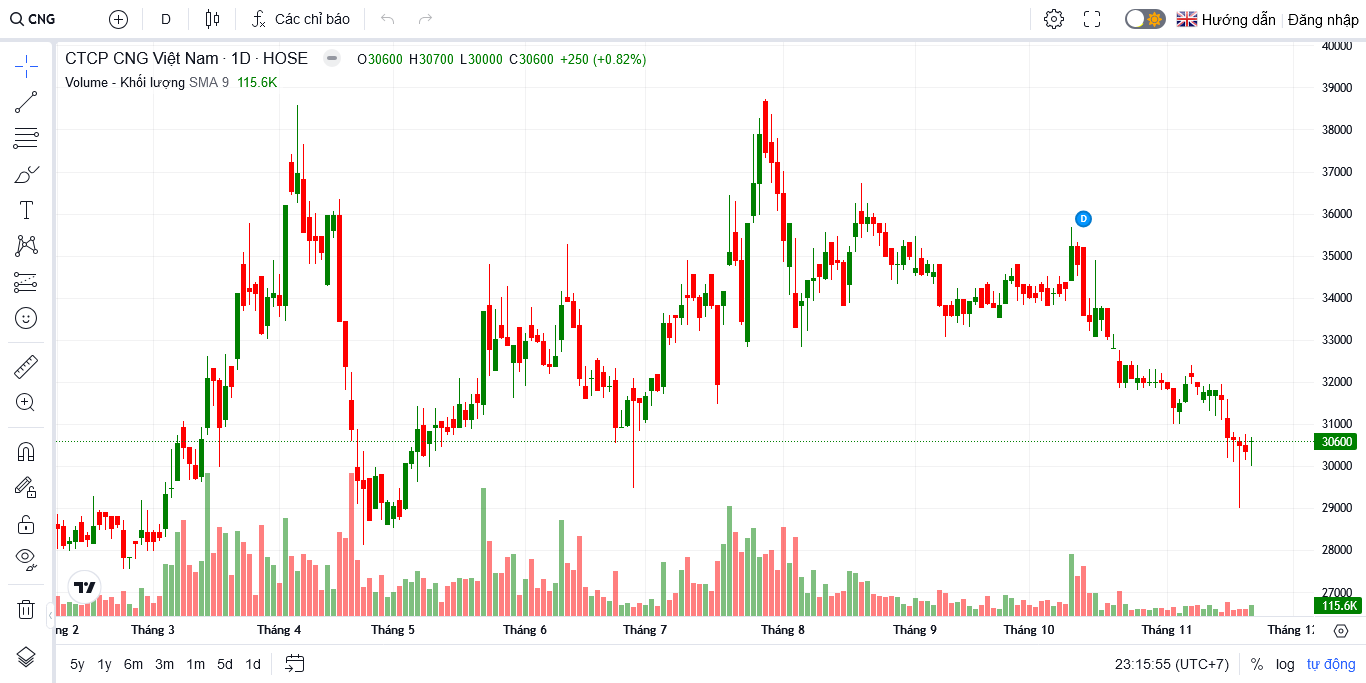 CNG D Các chỉ báo Hướng dẫn Đăng nhập
CTCP CNG Việt Nam · 1D · HOSE O30600 H30700 L30000 C30600 +250 (+0.82%)
Volume - Khối lượng SMA 9 115.6K
40000
39000
38000
37000
36000
D
35000
34000
33000
32000
31000
30600
30000
29000
28000
27000
115.6K
ng 2 Tháng 3 Tháng 4 Tháng 5 Tháng 6 Tháng 7 Tháng 8 Tháng 9 Tháng 10 Tháng 11 Tháng 12
5y 1y 6m 3m 1m 5d 1d 23:15:55 (UTC+7) % log tự động